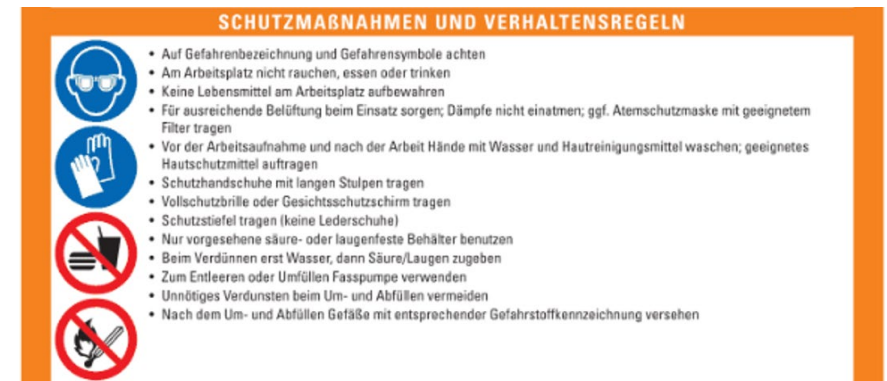 SCHUTZMAßNAHMEN UND VERHALTENSREGELN
• Auf Gefahrenbezeichnung und Gefahrensymbole achten
• Am Arbeitsplatz nicht rauchen, essen oder trinken
• Keine Lebensmittel am Arbeitsplatz aufbewahren
• Für ausreichende Belüftung beim Einsatz sorgen; Dämpfe nicht einatmen; ggf. Atemschutzmaske mit geeignetem
Filter tragen
• Vor der Arbeitsaufnahme und nach der Arbeit Hände mit Wasser und Hautreinigungsmittel waschen; geeignetes
Hautschutzmittel auftragen
• Schutzhandschuhe mit langen Stulpen tragen
• Vollschutzbrille oder Gesichtsschutzschirm tragen
• Schutzstiefel tragen (keine Lederschuhe)
• Nur vorgesehene säure- oder laugenfeste Behälter benutzen
• Beim Verdünnen erst Wasser, dann Säure/Laugen zugeben
• Zum Entleeren oder Umfüllen Fasspumpe verwenden
• Unnötiges Verdunsten beim Um- und Abfüllen vermeiden
• Nach dem Um- und Abfüllen Gefäße mit entsprechender Gefahrstoffkennzeichnung versehen